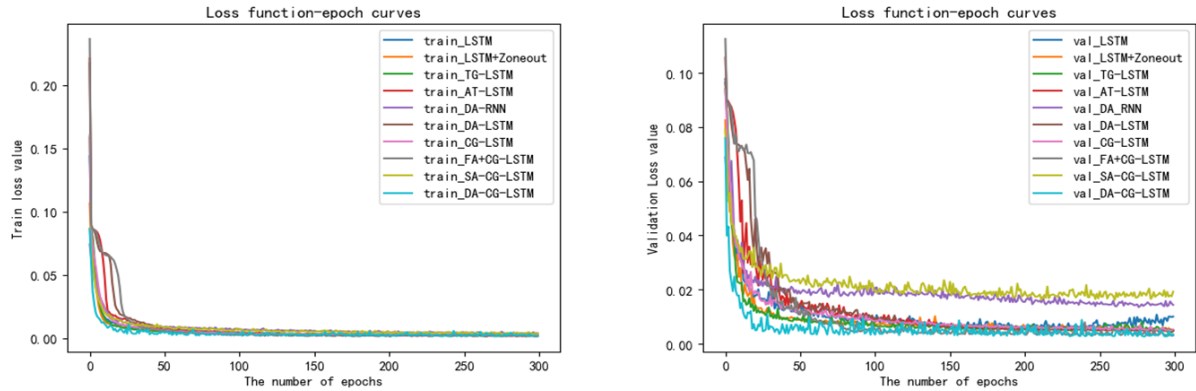 Loss function-epoch curves
Train loss value
0.20
0.15
0.10
0.05
0.00
train_LSTM
train_LSTM+Zoneout
train_TG-LSTM
train_AT-LSTM
train_DA-RNN
train_DA-LSTM
train_CG-LSTM
train_FA+CG-LSTM
train_SA-CG-LSTM
train_DA-CG-LSTM
0 50 100 150 200 250 300
The number of epochs
Loss function-epoch curves
Validation Loss value
0.10
0.08
0.06
0.04
0.02
0.00
val_LSTM
val_LSTM+Zoneout
val_TG-LSTM
val_AT-LSTM
val_DA_RNN
val_DA-LSTM
val_CG-LSTM
val_FA+CG-LSTM
val_SA-CG-LSTM
val_DA-CG-LSTM
0 50 100 150 200 250 300
The number of epochs